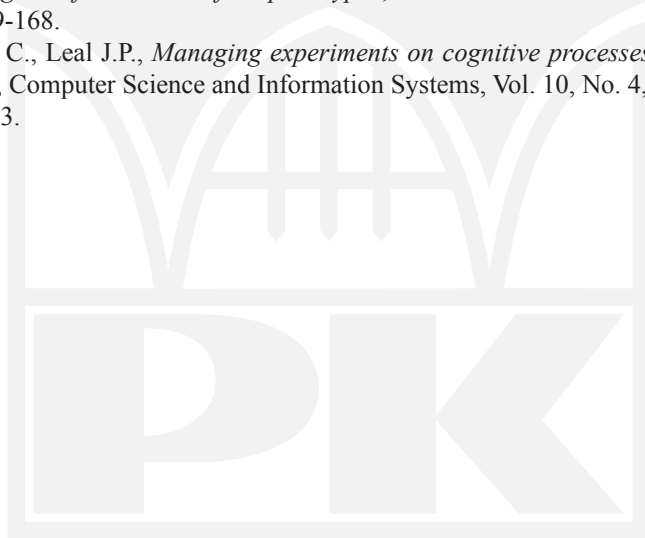 9-168.
C., Leal J.P., Managing experiments on cognitive processes
, Computer Science and Information Systems, Vol. 10, No. 4,
3.
PK